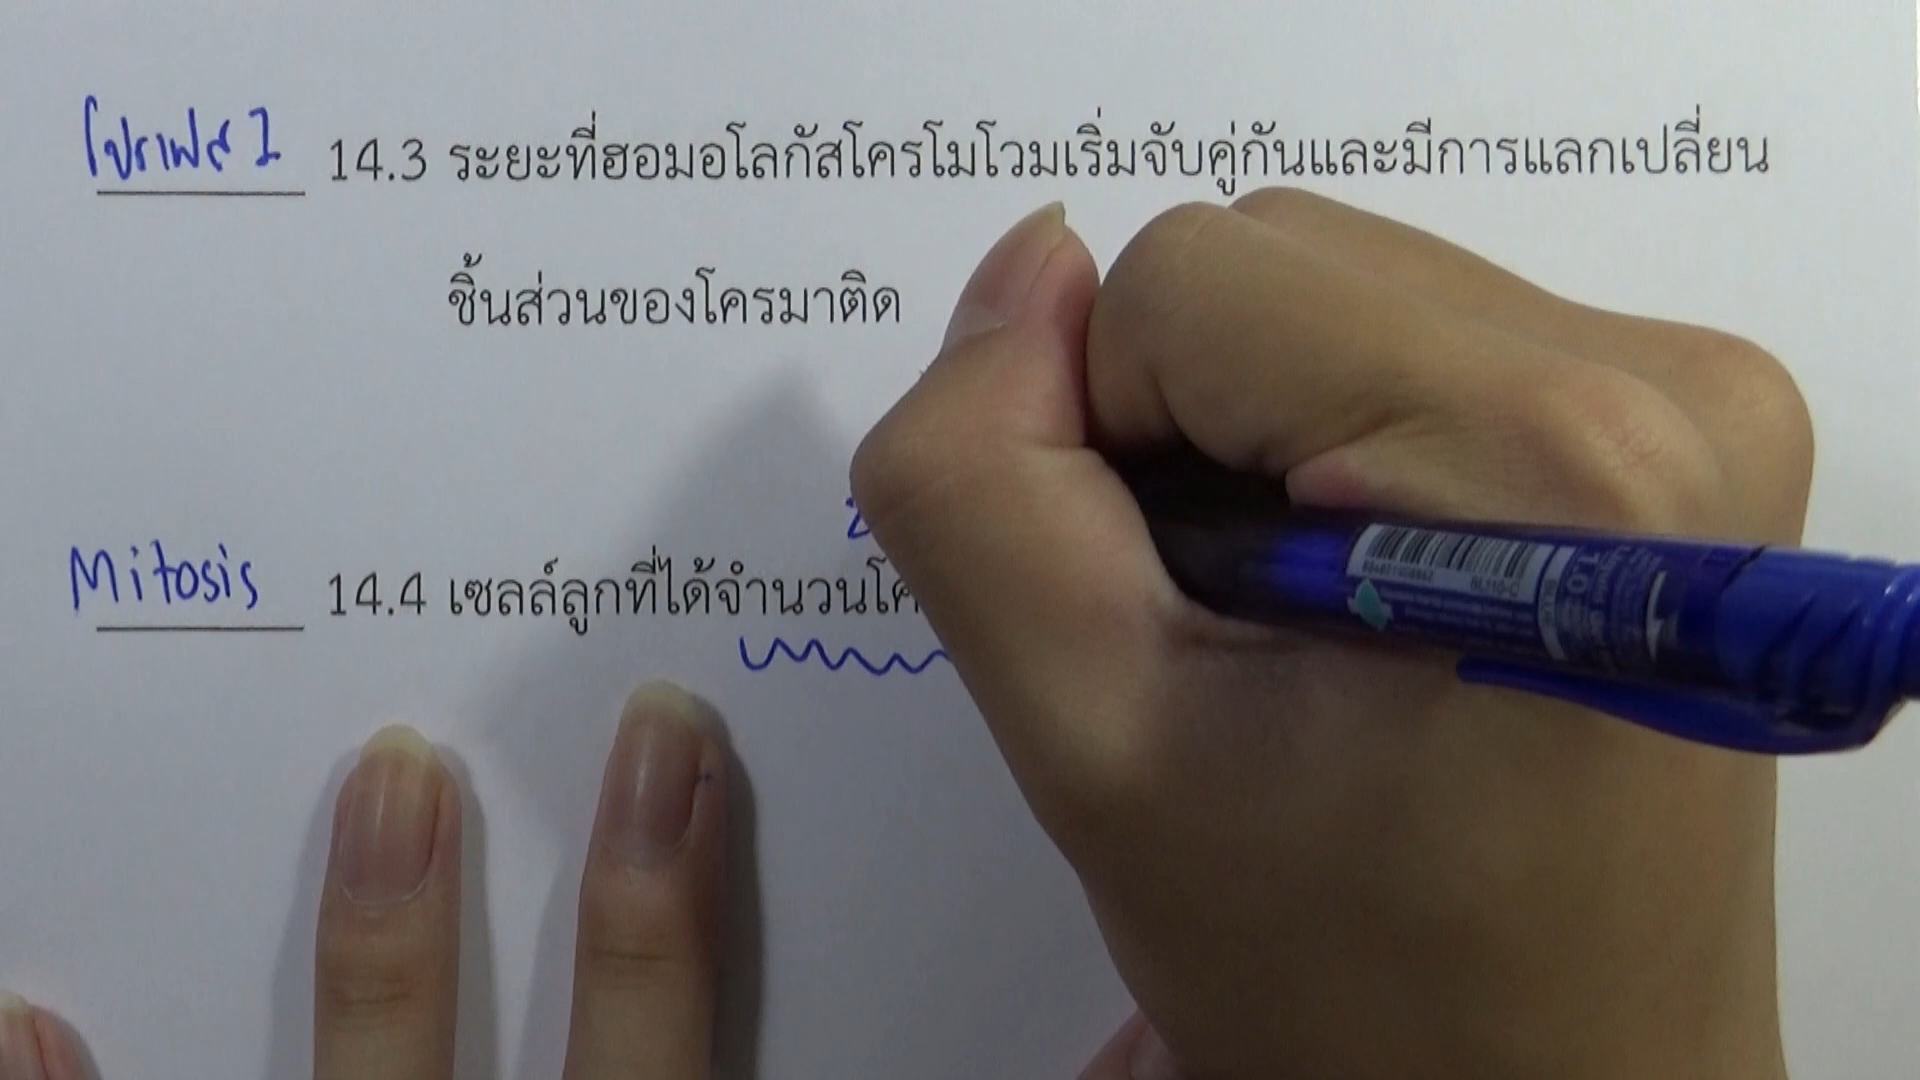 โปรเฟส I 14.3 ระยะที่ฮอมอโลกัสโครโมโวมเริ่มจับคู่กันและมีการแลกเปลี่ยน
ชิ้นส่วนของโครมาติด
Mitosis 14.4 เซลล์ลูกที่ได้จำนวนโค
1.0